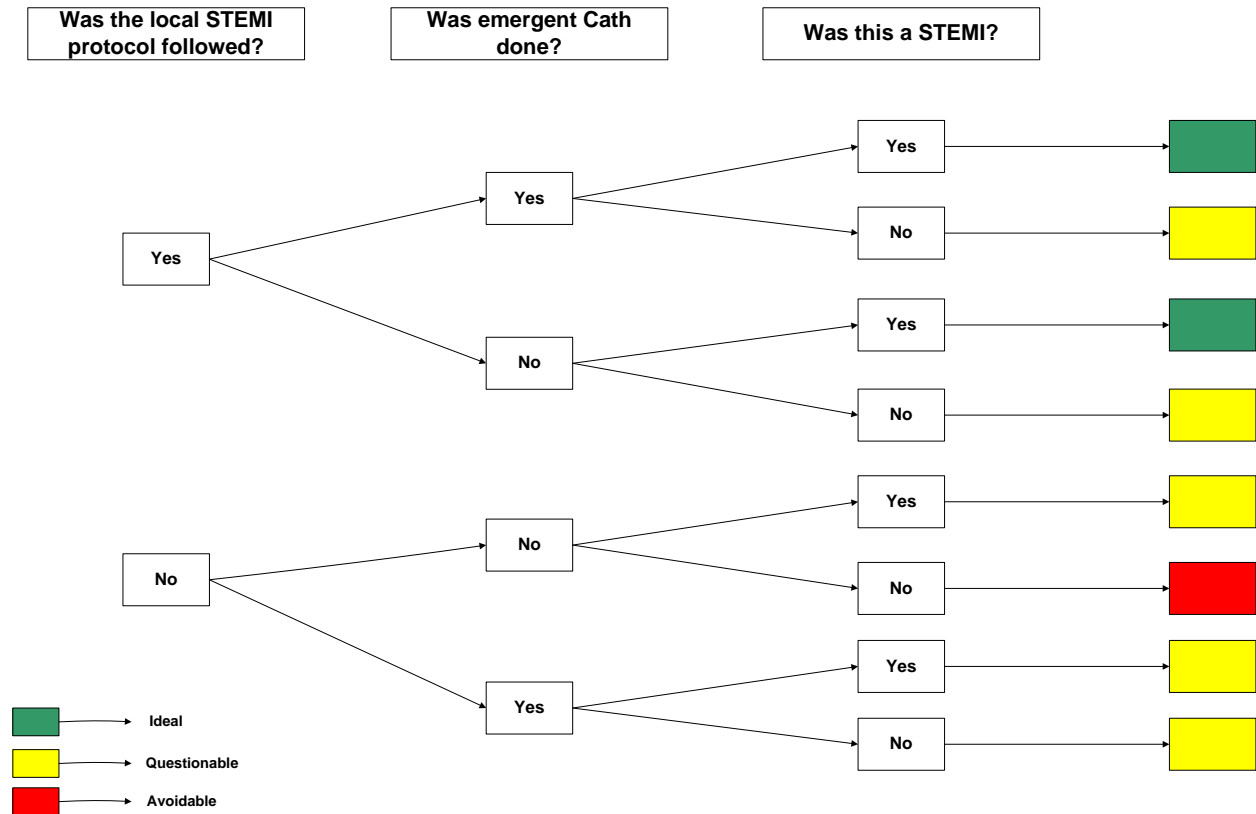 Was the local STEMI
protocol followed?
Was emergent Cath
done?
Was this a STEMI?
Yes
Yes
Yes
No
No
Yes
No
No
No
Yes
No
Yes
Yes
No
Ideal
Questionable
Avoidable